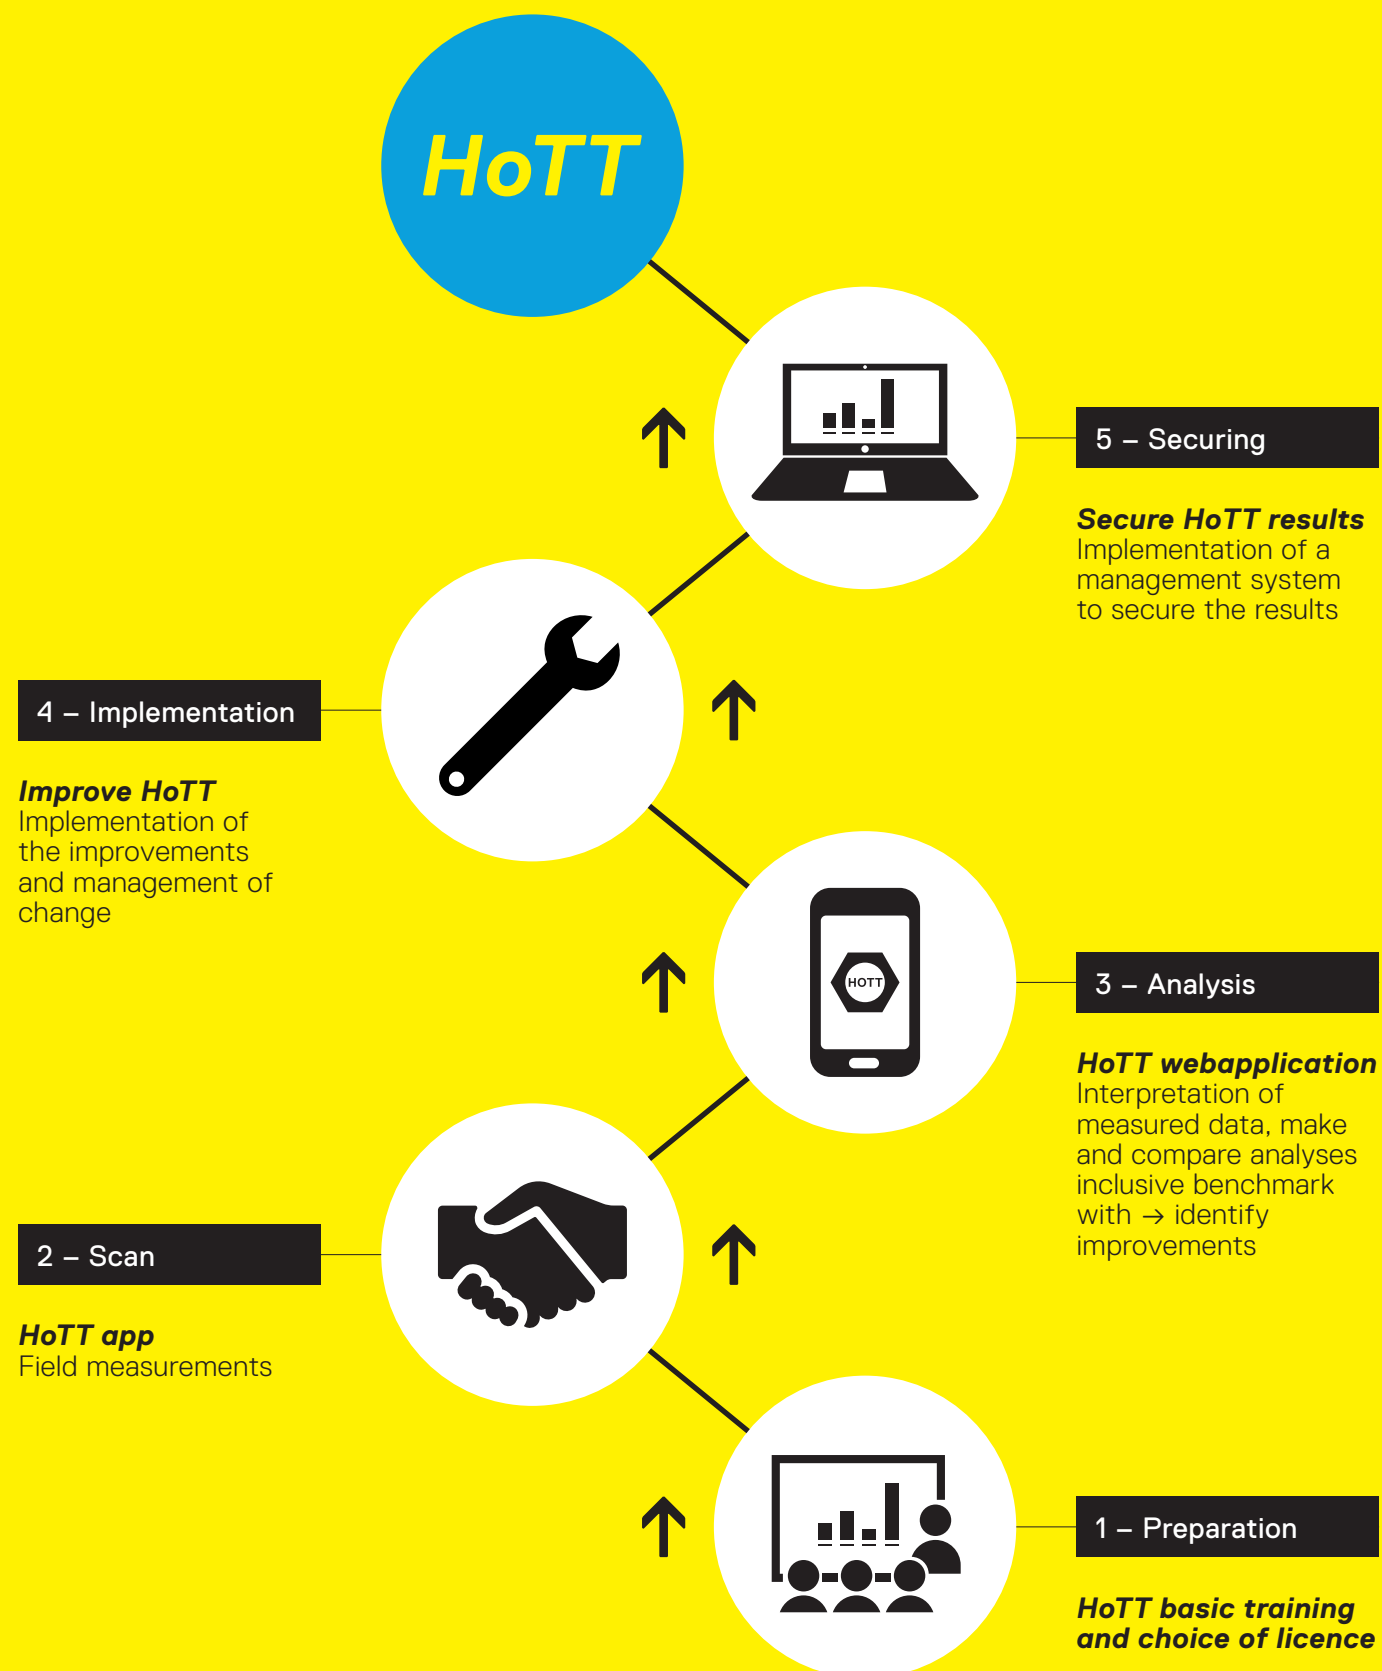 HoTT
5 – Securing
Secure HoTT results
Implementation of a
management system
to secure the results
4 – Implementation
Improve HoTT
Implementation of
the improvements
and management of
change
HOTT
3 – Analysis
HoTT webapplication
Interpretation of
measured data, make
and compare analyses
inclusive benchmark
with → identify
improvements
2 – Scan
HoTT app
Field measurements
1 – Preparation
HoTT basic training
and choice of licence